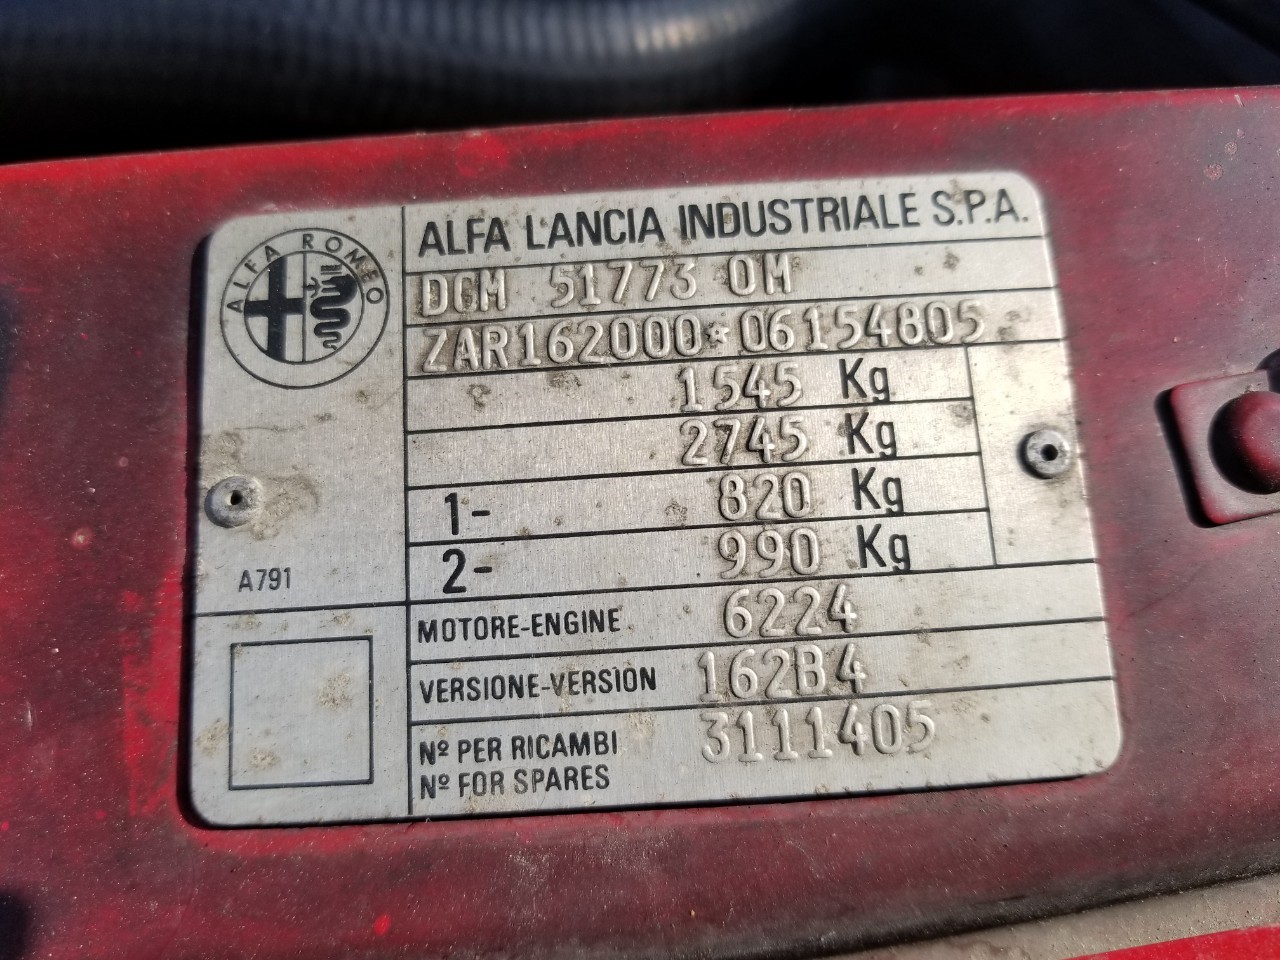 ALFA ROMEO
ALFA LANCIA INDUSTRIALE S.P.A.
DGM 51773 OM
ZAR162000*06154805
1545 Kg
2745 Kg
1- 820 Kg
2- 990 Kg
A791
MOTORE-ENGINE 6224
VERSIONE-VERSION 162B4
Nº PER RICAMBI 3111405
Nº FOR SPARES